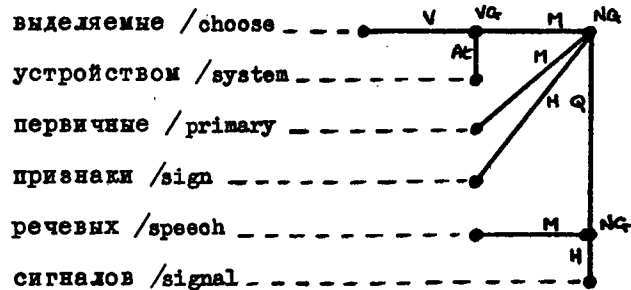 V VG M NG
выделяемые /choose
At M
устройством /system
H Q
первичные /primary
признаки /sign
M NG
речевых /speech
H
сигналов /signal